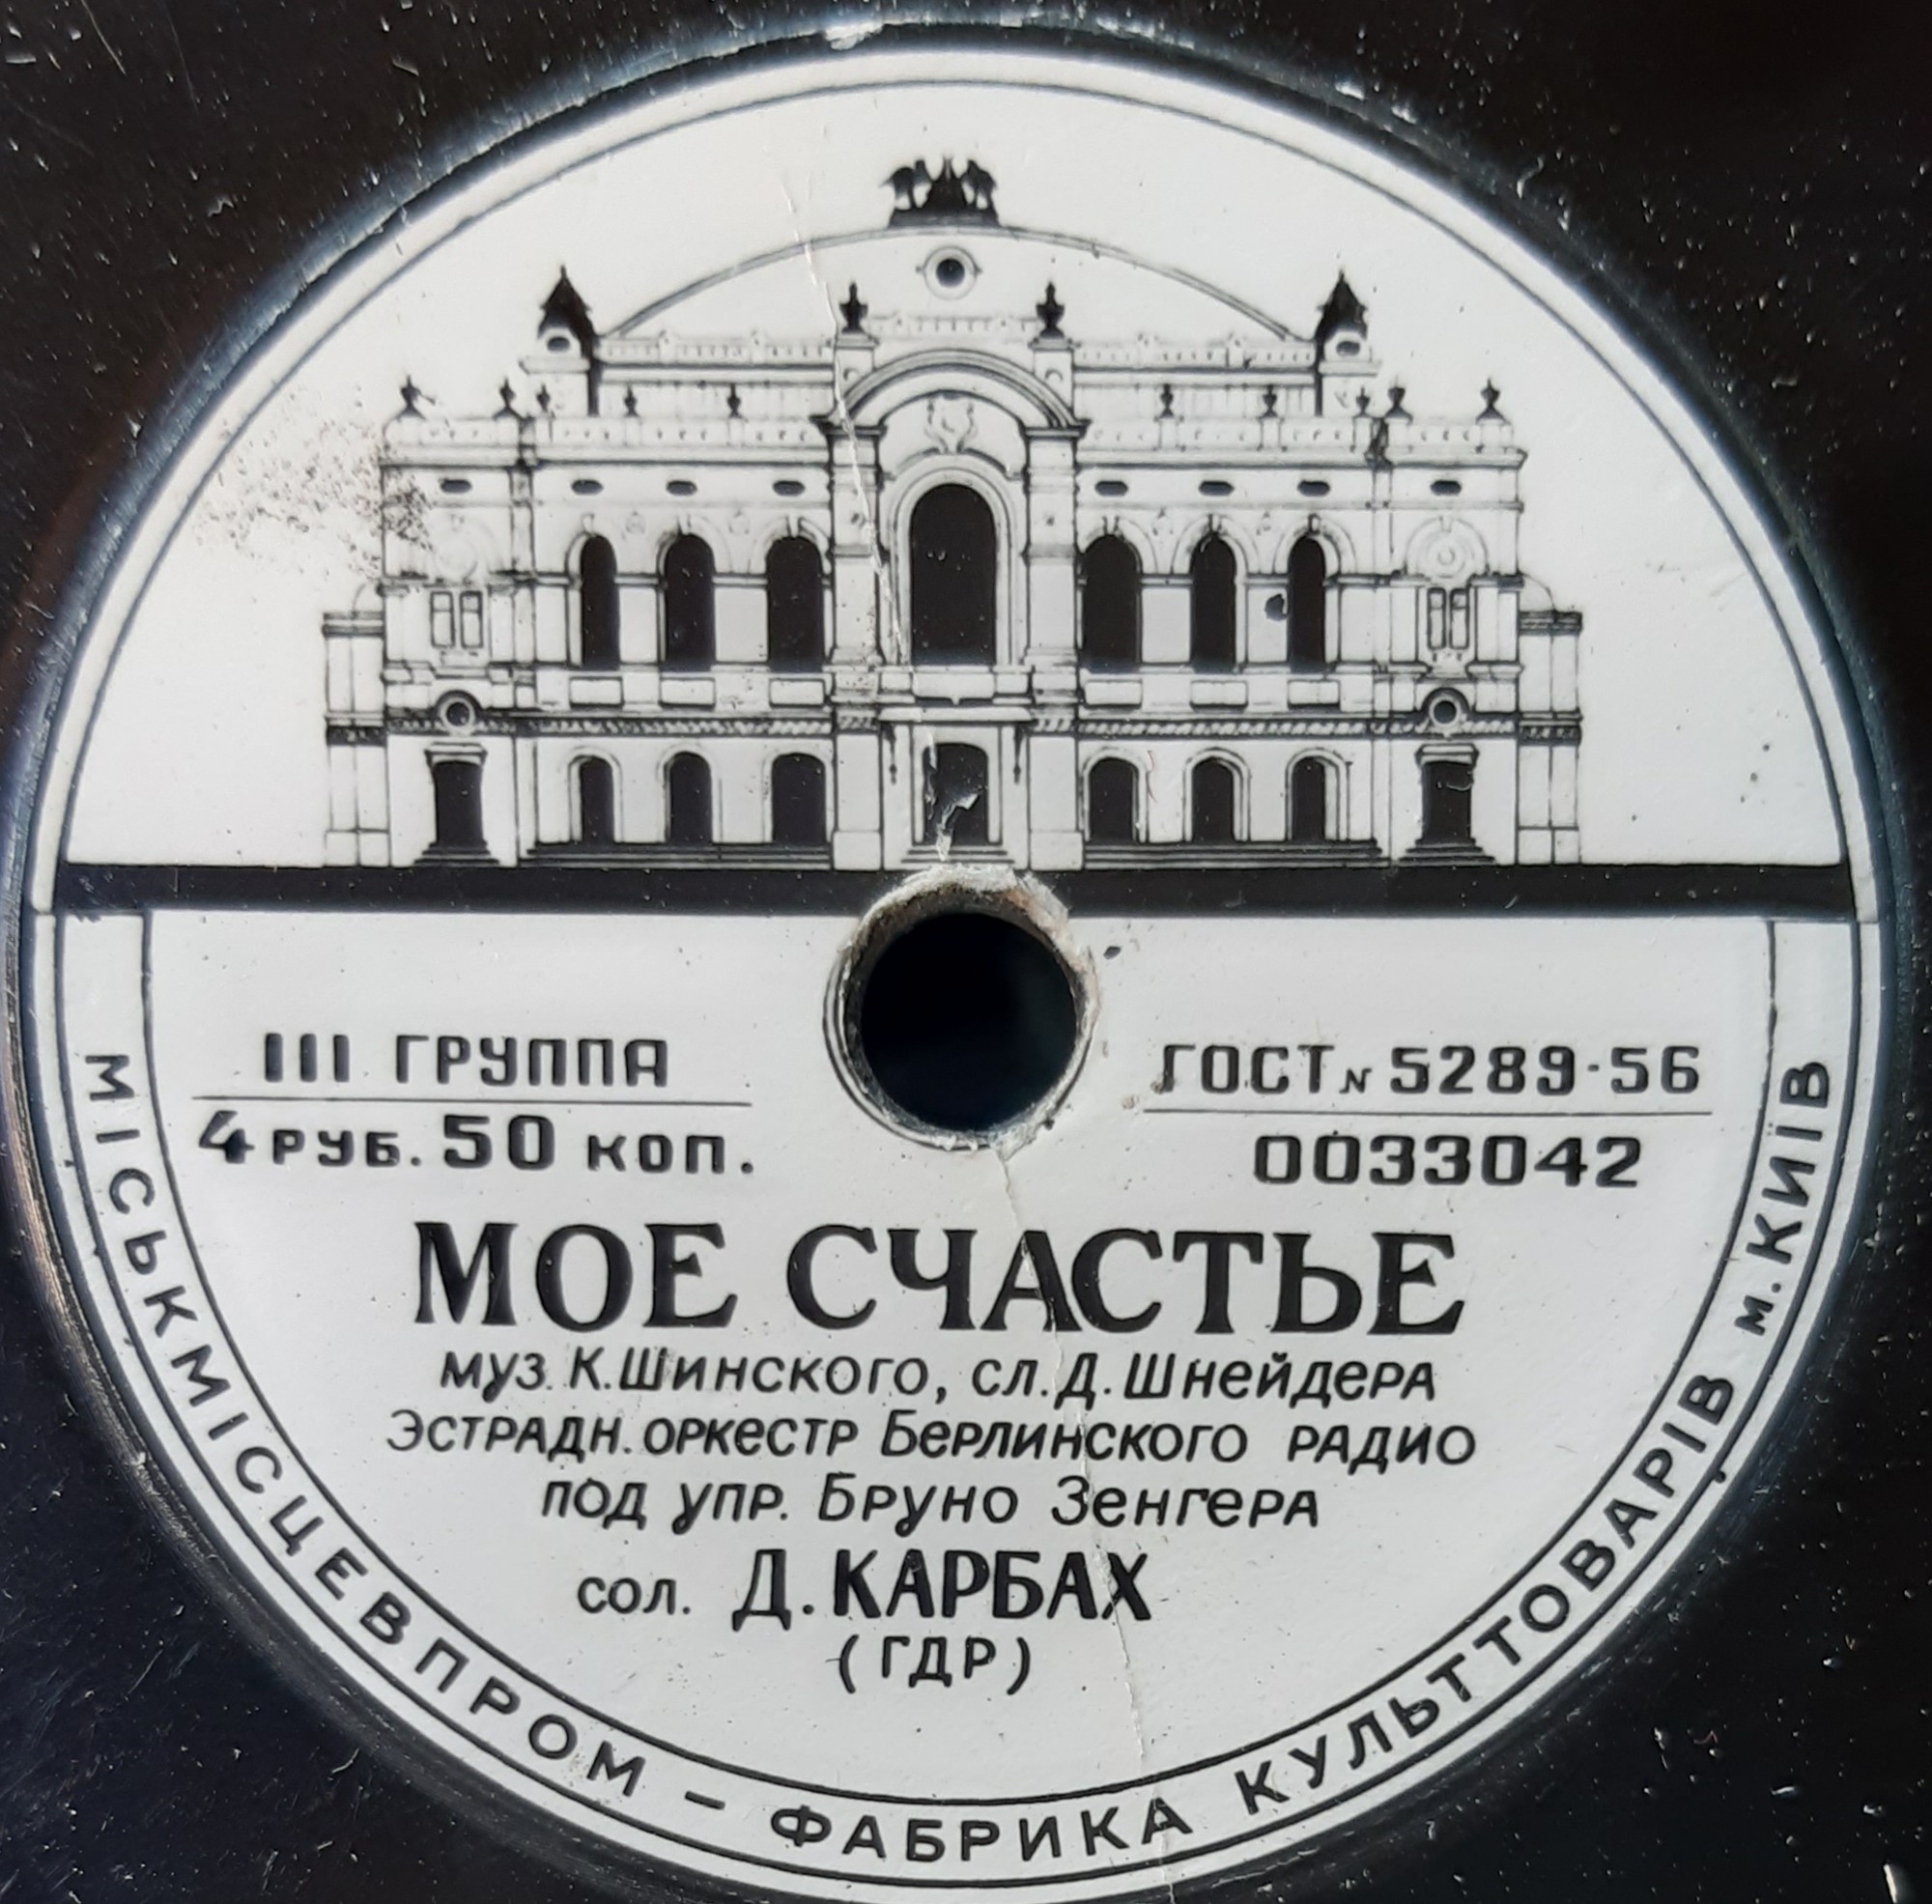 III ГРУППА
4 РУБ. 50 КОП.
ГОСТ N 5289-56
0033042
МОЕ СЧАСТЬЕ
муз. К. Шинского, сл. Д. Шнейдера
Эстрадн. оркестр Берлинского радио
под упр. Бруно Зенгера
сол. Д. КАРБАХ
(ГДР)
МІСЬКМІСЦЕВПРОМ – ФАБРИКА КУЛЬТТОВАРІВ м. КИЇВ